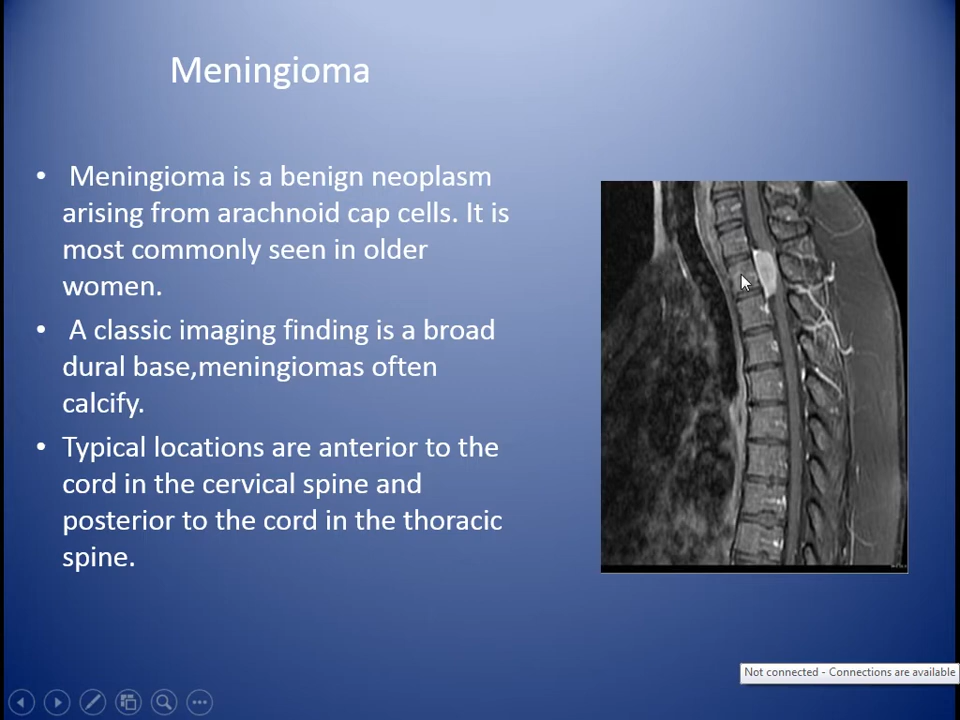 Meningioma
• Meningioma is a benign neoplasm
arising from arachnoid cap cells. It is
most commonly seen in older
women.
• A classic imaging finding is a broad
dural base,meningiomas often
calcify.
• Typical locations are anterior to the
cord in the cervical spine and
posterior to the cord in the thoracic
spine.
Not connected - Connections are available